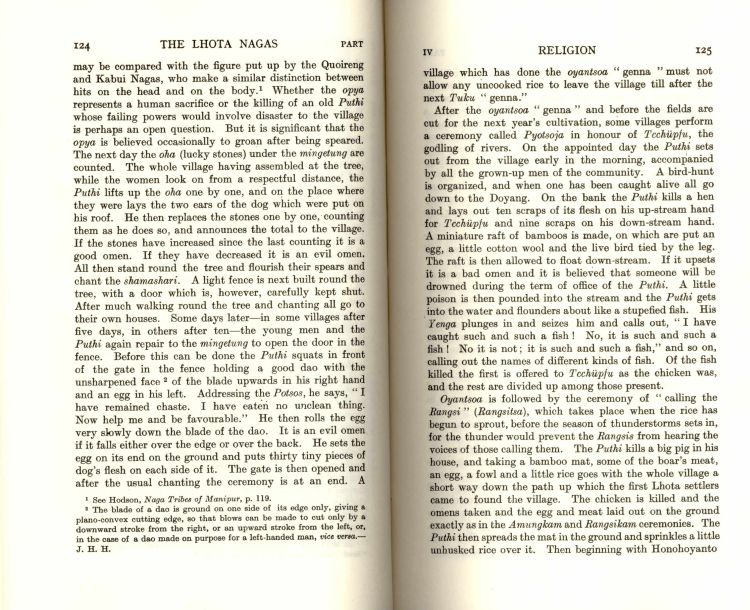 124 THE LHOTA NAGAS PART
may be compared with the figure put up by the Quoireng
and Kabui Nagas, who make a similar distinction between
hits on the head and on the body.¹ Whether the opya
represents a human sacrifice or the killing of an old Puthi
whose failing powers would involve disaster to the village
is perhaps an open question. But it is significant that the
opya is believed occasionally to groan after being speared.
The next day the oha (lucky stones) under the mingetung are
counted. The whole village having assembled at the tree,
while the women look on from a respectful distance, the
Puthi lifts up the oha one by one, and on the place where
they were lays the two ears of the dog which were put on
his roof. He then replaces the stones one by one, counting
them as he does so, and announces the total to the village.
If the stones have increased since the last counting it is a
good omen. If they have decreased it is an evil omen.
All then stand round the tree and flourish their spears and
chant the shamashari. A light fence is next built round the
tree, with a door which is, however, carefully kept shut.
After much walking round the tree and chanting all go to
their own houses. Some days later—in some villages after
five days, in others after ten—the young men and the
Puthi again repair to the mingetung to open the door in the
fence. Before this can be done the Puthi squats in front
of the gate in the fence holding a good dao with the
unsharpened face ² of the blade upwards in his right hand
and an egg in his left. Addressing the Potsos, he says, “ I
have remained chaste. I have eaten no unclean thing.
Now help me and be favourable.” He then rolls the egg
very slowly down the blade of the dao. It is an evil omen
if it falls either over the edge or over the back. He sets the
egg on its end on the ground and puts thirty tiny pieces of
dog’s flesh on each side of it. The gate is then opened and
after the usual chanting the ceremony is at an end. A
¹ See Hodson, Naga Tribes of Manipur, p. 119.
² The blade of a dao is ground on one side of its edge only, giving a
plano-convex cutting edge, so that blows can be made to cut only by a
downward stroke from the right, or an upward stroke from the left, or,
in the case of a dao made on purpose for a left-handed man, vice versa.—
J. H. H.
IV RELIGION 125
village which has done the oyantsoa “ genna ” must not
allow any uncooked rice to leave the village till after the
next Tuku “ genna.”
After the oyantsoa “ genna ” and before the fields are
cut for the next year’s cultivation, some villages perform
a ceremony called Pyotsoja in honour of Tcchüpfu, the
godling of rivers. On the appointed day the Puthi sets
out from the village early in the morning, accompanied
by all the grown-up men of the community. A bird-hunt
is organized, and when one has been caught alive all go
down to the Doyang. On the bank the Puthi kills a hen
and lays out ten scraps of its flesh on his up-stream hand
for Tcchüpfu and nine scraps on his down-stream hand.
A miniature raft of bamboos is made, on which are put an
egg, a little cotton wool and the live bird tied by the leg.
The raft is then allowed to float down-stream. If it upsets
it is a bad omen and it is believed that someone will be
drowned during the term of office of the Puthi. A little
poison is then pounded into the stream and the Puthi gets
into the water and flounders about like a stupefied fish. His
Yenga plunges in and seizes him and calls out, “ I have
caught such and such a fish ! No, it is such and such a
fish ! No it is not ; it is such and such a fish,” and so on,
calling out the names of different kinds of fish. Of the fish
killed the first is offered to Tcchüpfu as the chicken was,
and the rest are divided up among those present.
Oyantsoa is followed by the ceremony of “ calling the
Rangsi ” (Rangsitsa), which takes place when the rice has
begun to sprout, before the season of thunderstorms sets in,
for the thunder would prevent the Rangsis from hearing the
voices of those calling them. The Puthi kills a big pig in his
house, and taking a bamboo mat, some of the boar’s meat,
an egg, a fowl and a little rice goes with the whole village a
short way down the path up which the first Lhota settlers
came to found the village. The chicken is killed and the
omens taken and the egg and meat laid out on the ground
exactly as in the Amungkam and Rangsikam ceremonies. The
Puthi then spreads the mat in the ground and sprinkles a little
unhusked rice over it. Then beginning with Honohoyanto